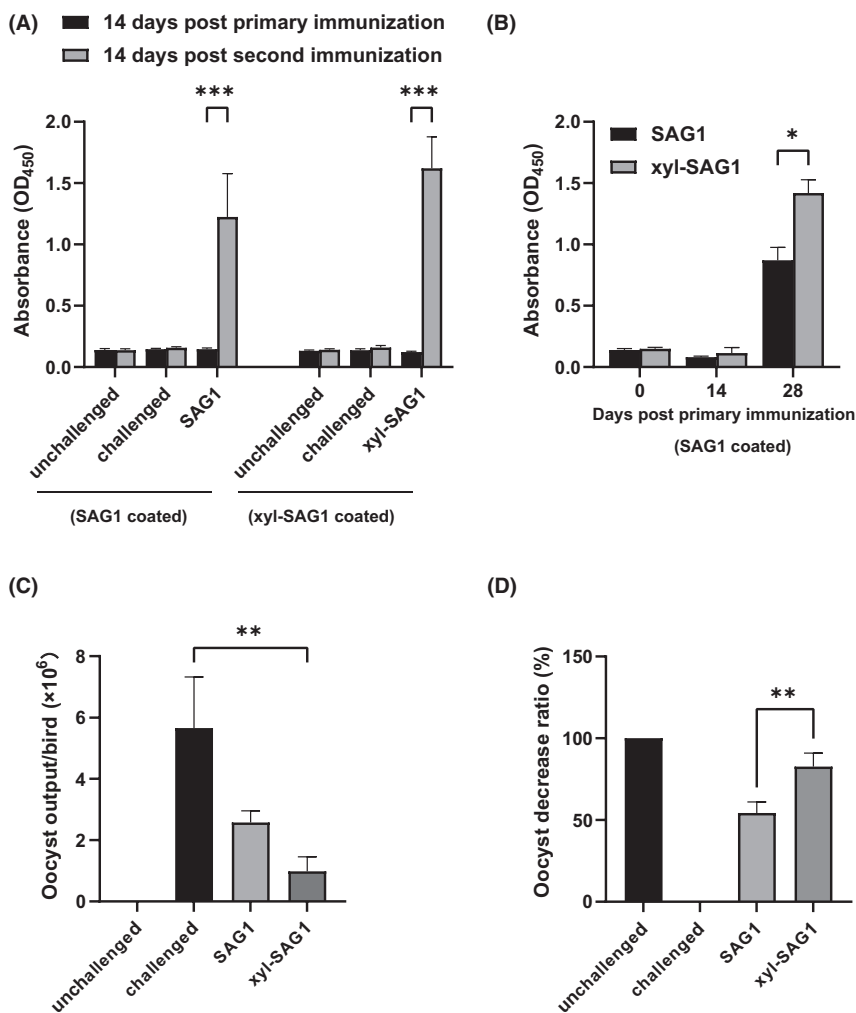 (A)
14 days post primary immunization
14 days post second immunization
***
***
2.0
1.5
1.0
0.5
0.0
Absorbance (OD450)
unchallenged
challenged
SAG1
unchallenged
challenged
xyl-SAG1
(SAG1 coated)
(xyl-SAG1 coated)
(B)
2.0
1.5
1.0
0.5
0.0
Absorbance (OD450)
SAG1
xyl-SAG1
*
0 14 28
Days post primary immunization
(SAG1 coated)
(C)
8
6
4
2
0
Oocyst output/bird (×10⁶)
**
unchallenged
challenged
SAG1
xyl-SAG1
(D)
150
100
50
0
Oocyst decrease ratio (%)
**
unchallenged
challenged
SAG1
xyl-SAG1